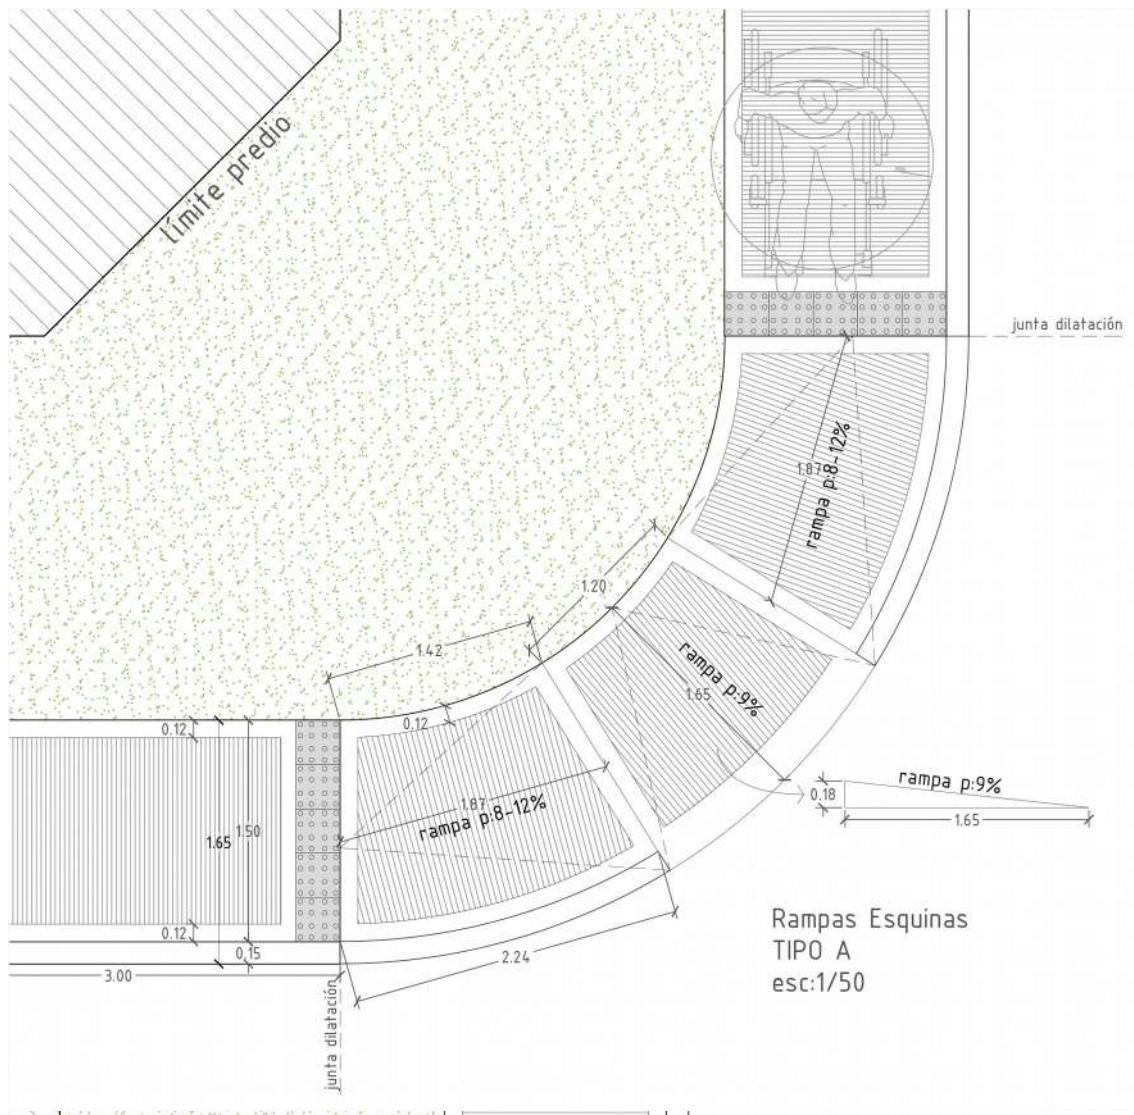 límite predio
junta dilatación
rampa p:8-12%
1.87
1.20
1.42
rampa p:9%
1.65
0.12
0.12
1.87
rampa p:8-12%
rampa p:9%
0.18
1.65
1.65
1.50
0.12
0.15
3.00
2.24
junta dilatación
Rampas Esquinas
TIPO A
esc:1/50